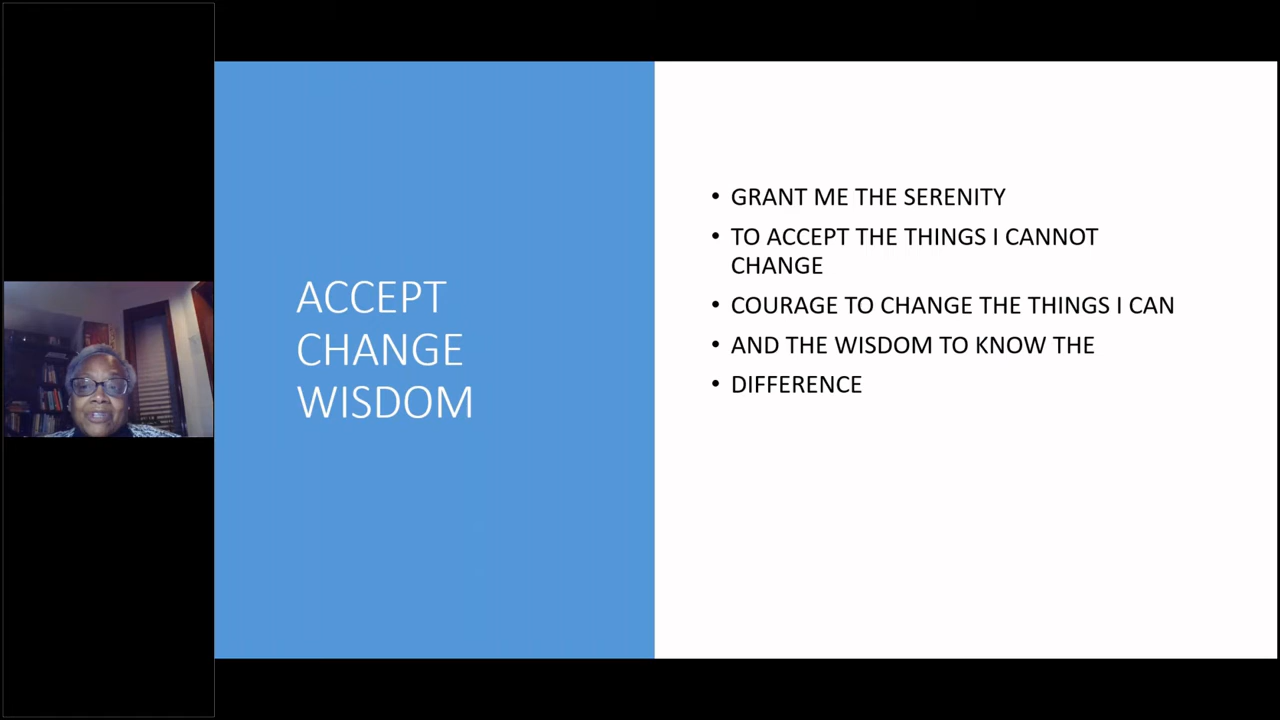 ACCEPT
CHANGE
WISDOM
• GRANT ME THE SERENITY
• TO ACCEPT THE THINGS I CANNOT
CHANGE
• COURAGE TO CHANGE THE THINGS I CAN
• AND THE WISDOM TO KNOW THE
• DIFFERENCE